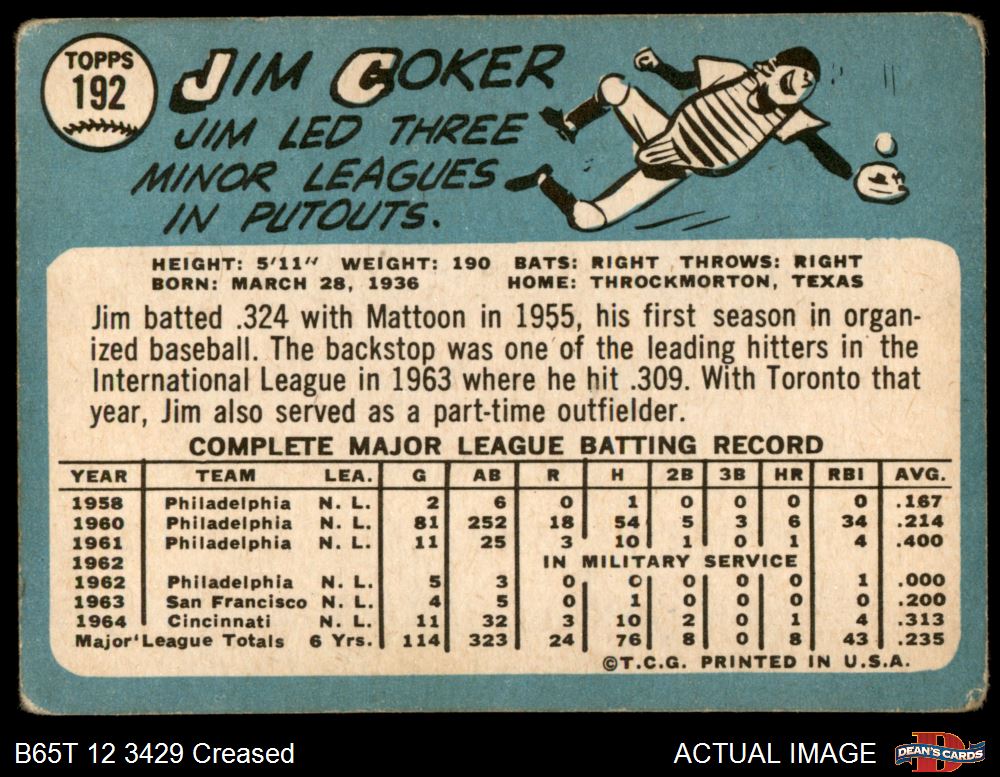 TOPPS
192
JIM COKER
JIM LED THREE
MINOR LEAGUES
IN PUTOUTS.
HEIGHT: 5'11" WEIGHT: 190 BATS: RIGHT THROWS: RIGHT
BORN: MARCH 28, 1936 HOME: THROCKMORTON, TEXAS
Jim batted .324 with Mattoon in 1955, his first season in organ-
ized baseball. The backstop was one of the leading hitters in the
International League in 1963 where he hit .309. With Toronto that
year, Jim also served as a part-time outfielder.
COMPLETE MAJOR LEAGUE BATTING RECORD
YEAR TEAM LEA. G AB R H 2B 3B HR RBI AVG.
1958 Philadelphia N. L. 2 6 0 1 0 0 0 0 .167
1960 Philadelphia N. L. 81 252 18 54 5 3 6 34 .214
1961 Philadelphia N. L. 11 25 3 10 1 0 1 4 .400
1962 IN MILITARY SERVICE
1962 Philadelphia N. L. 5 3 0 0 0 0 0 1 .000
1963 San Francisco N. L. 4 5 0 1 0 0 0 0 .200
1964 Cincinnati N. L. 11 32 3 10 2 0 1 4 .313
Major League Totals 6 Yrs. 114 323 24 76 8 0 8 43 .235
©T.C.G. PRINTED IN U.S.A.
B65T 12 3429 Creased ACTUAL IMAGE
DEAN'S CARDS